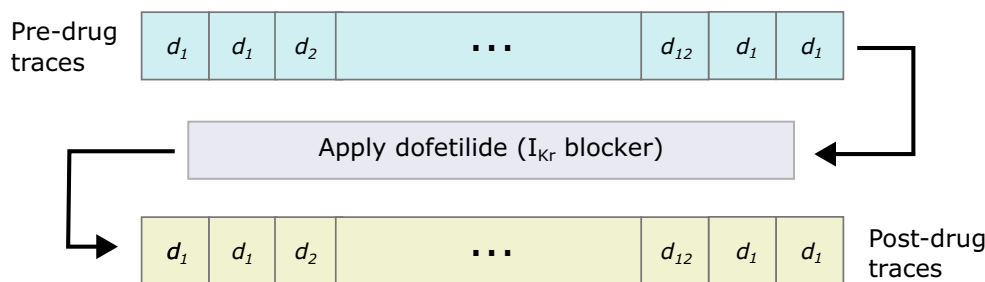 Pre-drug
traces
d₁ d₁ d₂ ... d₁₂ d₁ d₁
Apply dofetilide (I_Kr blocker)
d₁ d₁ d₂ ... d₁₂ d₁ d₁
Post-drug
traces